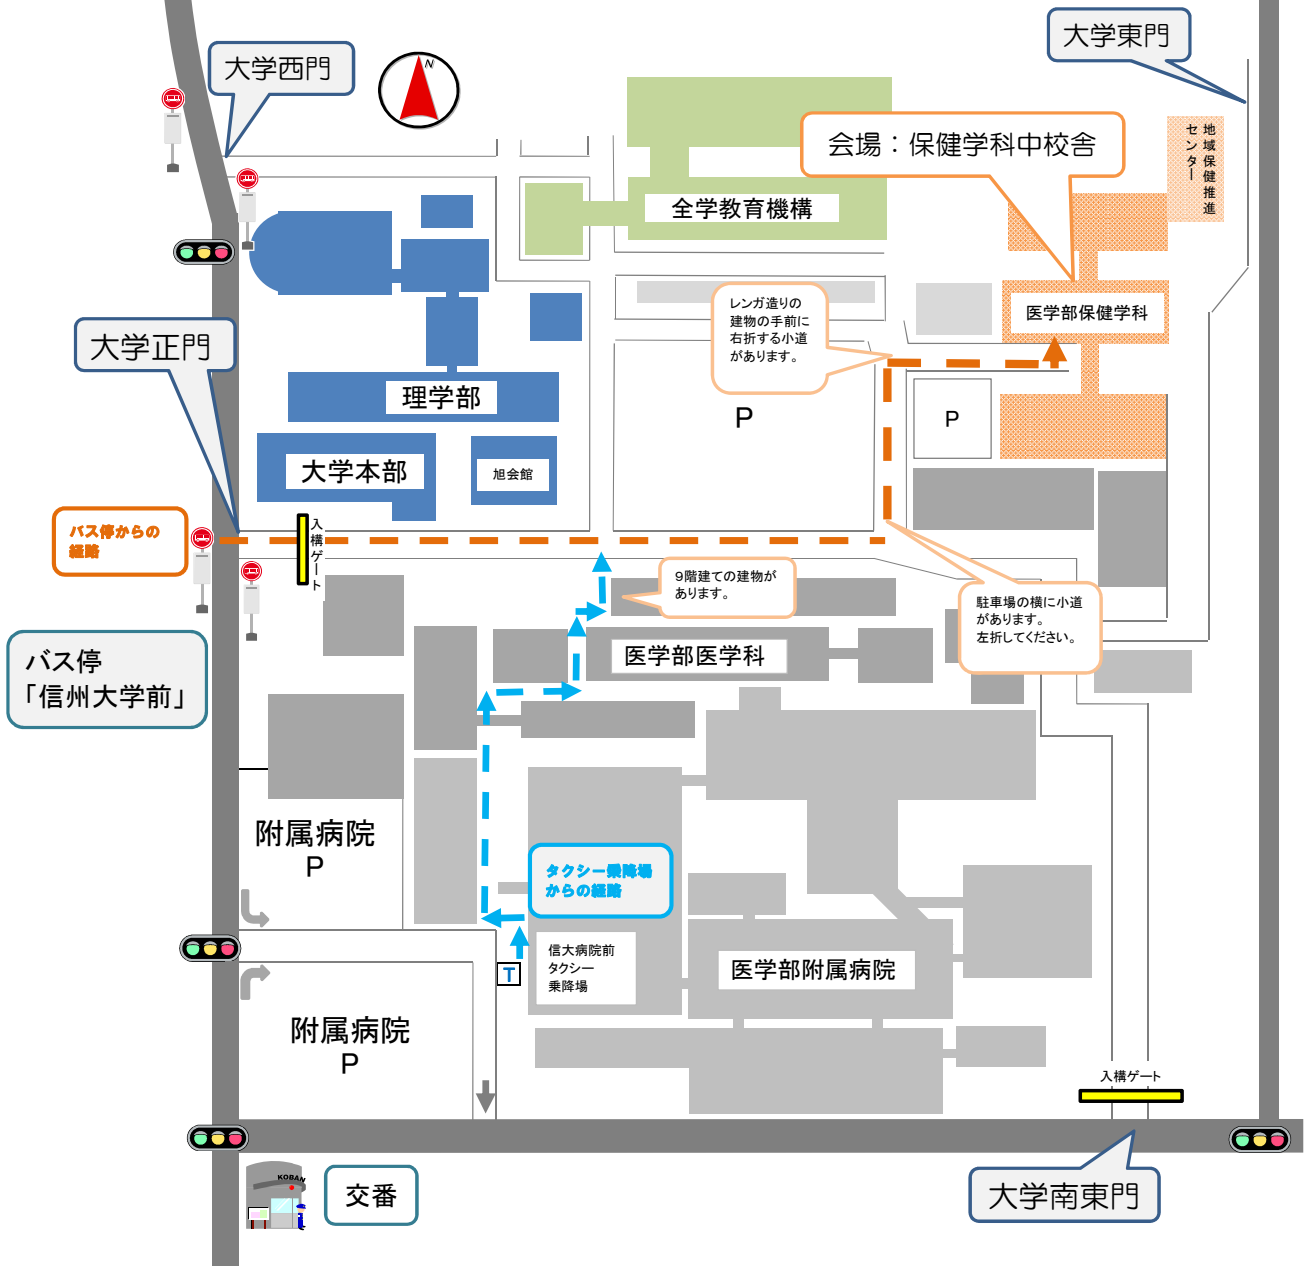 大学東門
大学西門
N
会場：保健学科中校舎
地域保健推進
センター
全学教育機構
医学部保健学科
レンガ造りの
建物の手前に
右折する小道
があります。
大学正門
理学部
P
P
大学本部
旭会館
バス停からの
経路
入構ゲート
９階建ての建物が
あります。
駐車場の横に小道
があります。
左折してください。
バス停
「信州大学前」
医学部医学科
附属病院
P
タクシー乗降場
からの経路
信大病院前
タクシー
乗降場
T
医学部附属病院
附属病院
P
入構ゲート
KOBAN
交番
大学南東門